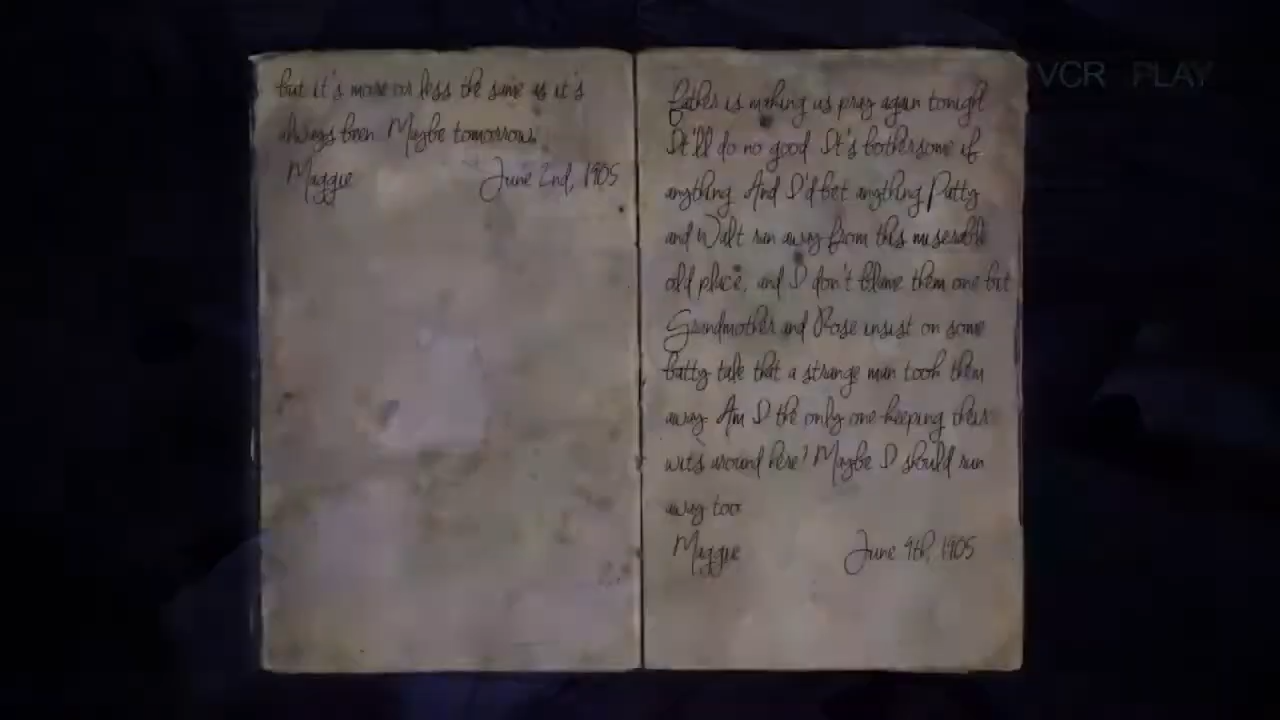 but it's more or less the same as it's
always been. Maybe tomorrow.
Maggie June 2nd, 1905
Father is making us pray again tonight
It'll do no good. It's bothersome if
anything. And I'd bet anything Patty
and Walt run away from this miserable
old place, and I don't blame them one bit
Grandmother and Rose insist on some
batty tale that a strange man took them
away. Am I the only one keeping their
wits around here? Maybe I should run
away too
Maggie June 9th, 1905
VCR PLAY